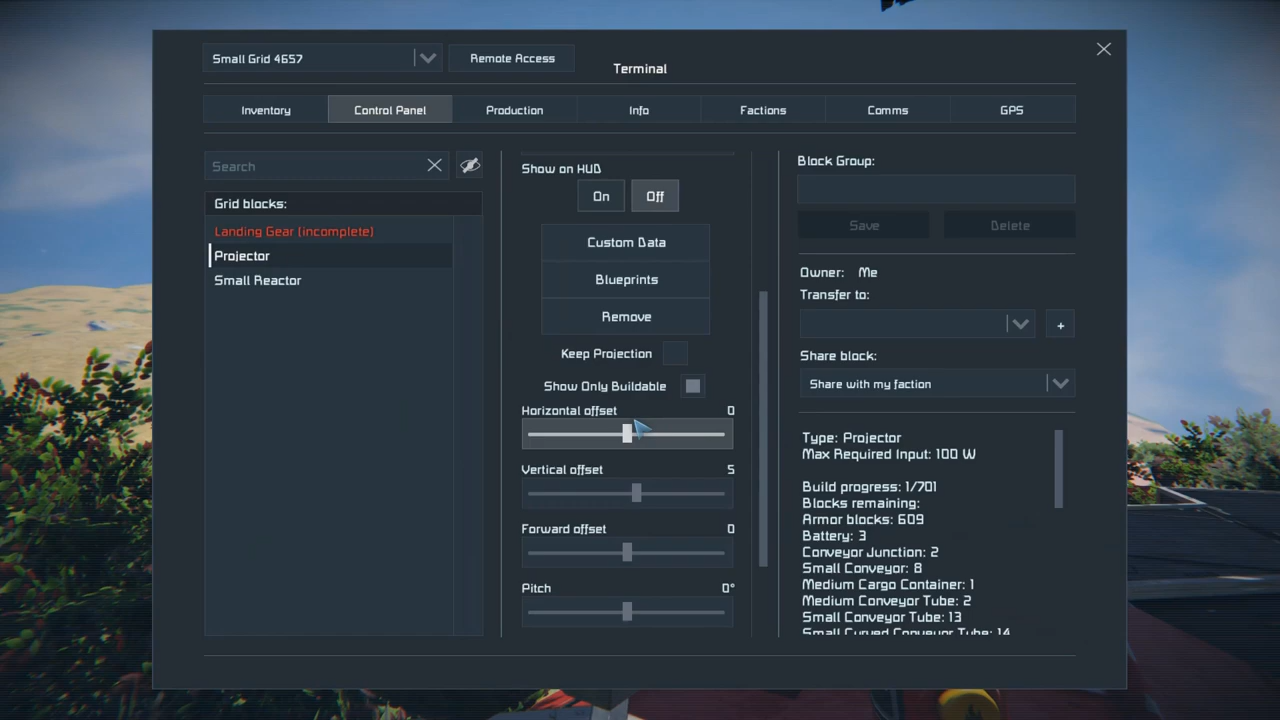 Small Grid 4657
Remote Access
Terminal
Inventory
Control Panel
Production
Info
Factions
Comms
GPS
Search
Grid blocks:
Landing Gear (incomplete)
Projector
Small Reactor
Show on HUD
On
Off
Custom Data
Blueprints
Remove
Keep Projection
Show Only Buildable
Horizontal offset 0
Vertical offset 5
Forward offset 0
Pitch 0°
Block Group:
Save
Delete
Owner: Me
Transfer to:
+
Share block:
Share with my faction
Type: Projector
Max Required Input: 100 W
Build progress: 1/701
Blocks remaining:
Armor blocks: 609
Battery: 3
Conveyor Junction: 2
Small Conveyor: 8
Medium Cargo Container: 1
Medium Conveyor Tube: 2
Small Conveyor Tube: 13
Small Curved Conveyor Tube: 14